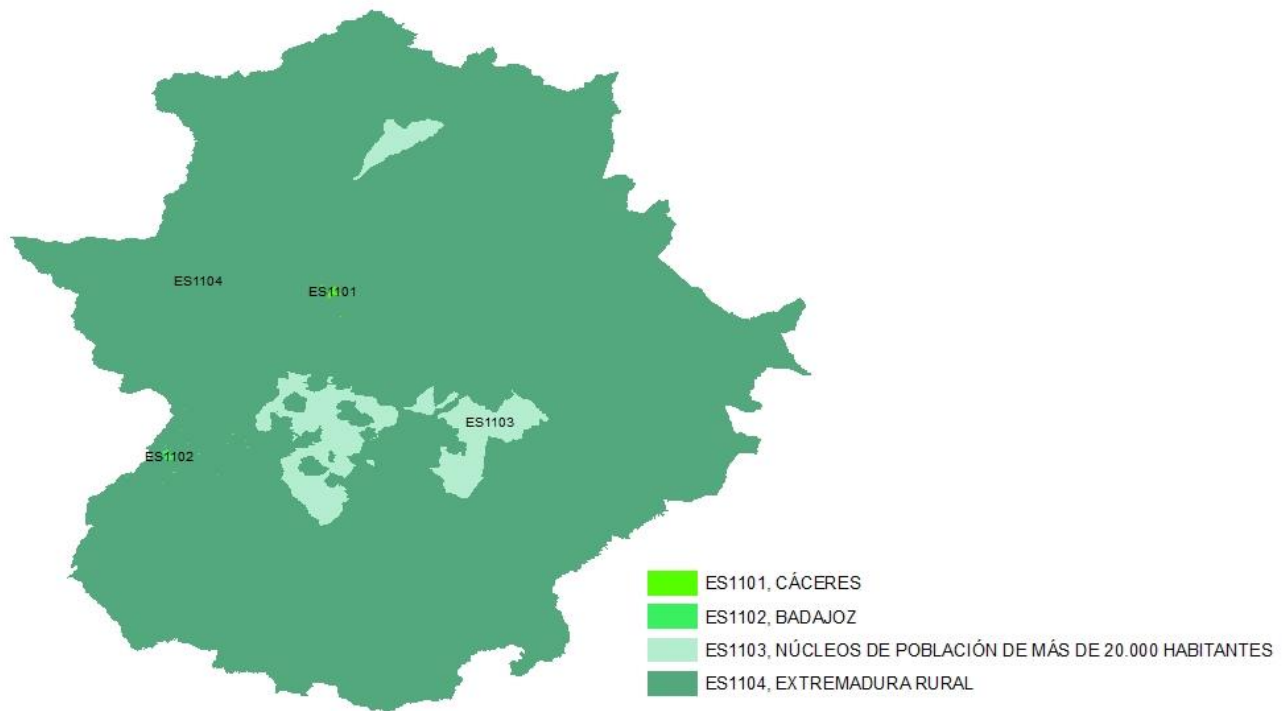 ES1104
ES1101
ES1103
ES1102
ES1101, CÁCERES
ES1102, BADAJOZ
ES1103, NÚCLEOS DE POBLACIÓN DE MÁS DE 20.000 HABITANTES
ES1104, EXTREMADURA RURAL